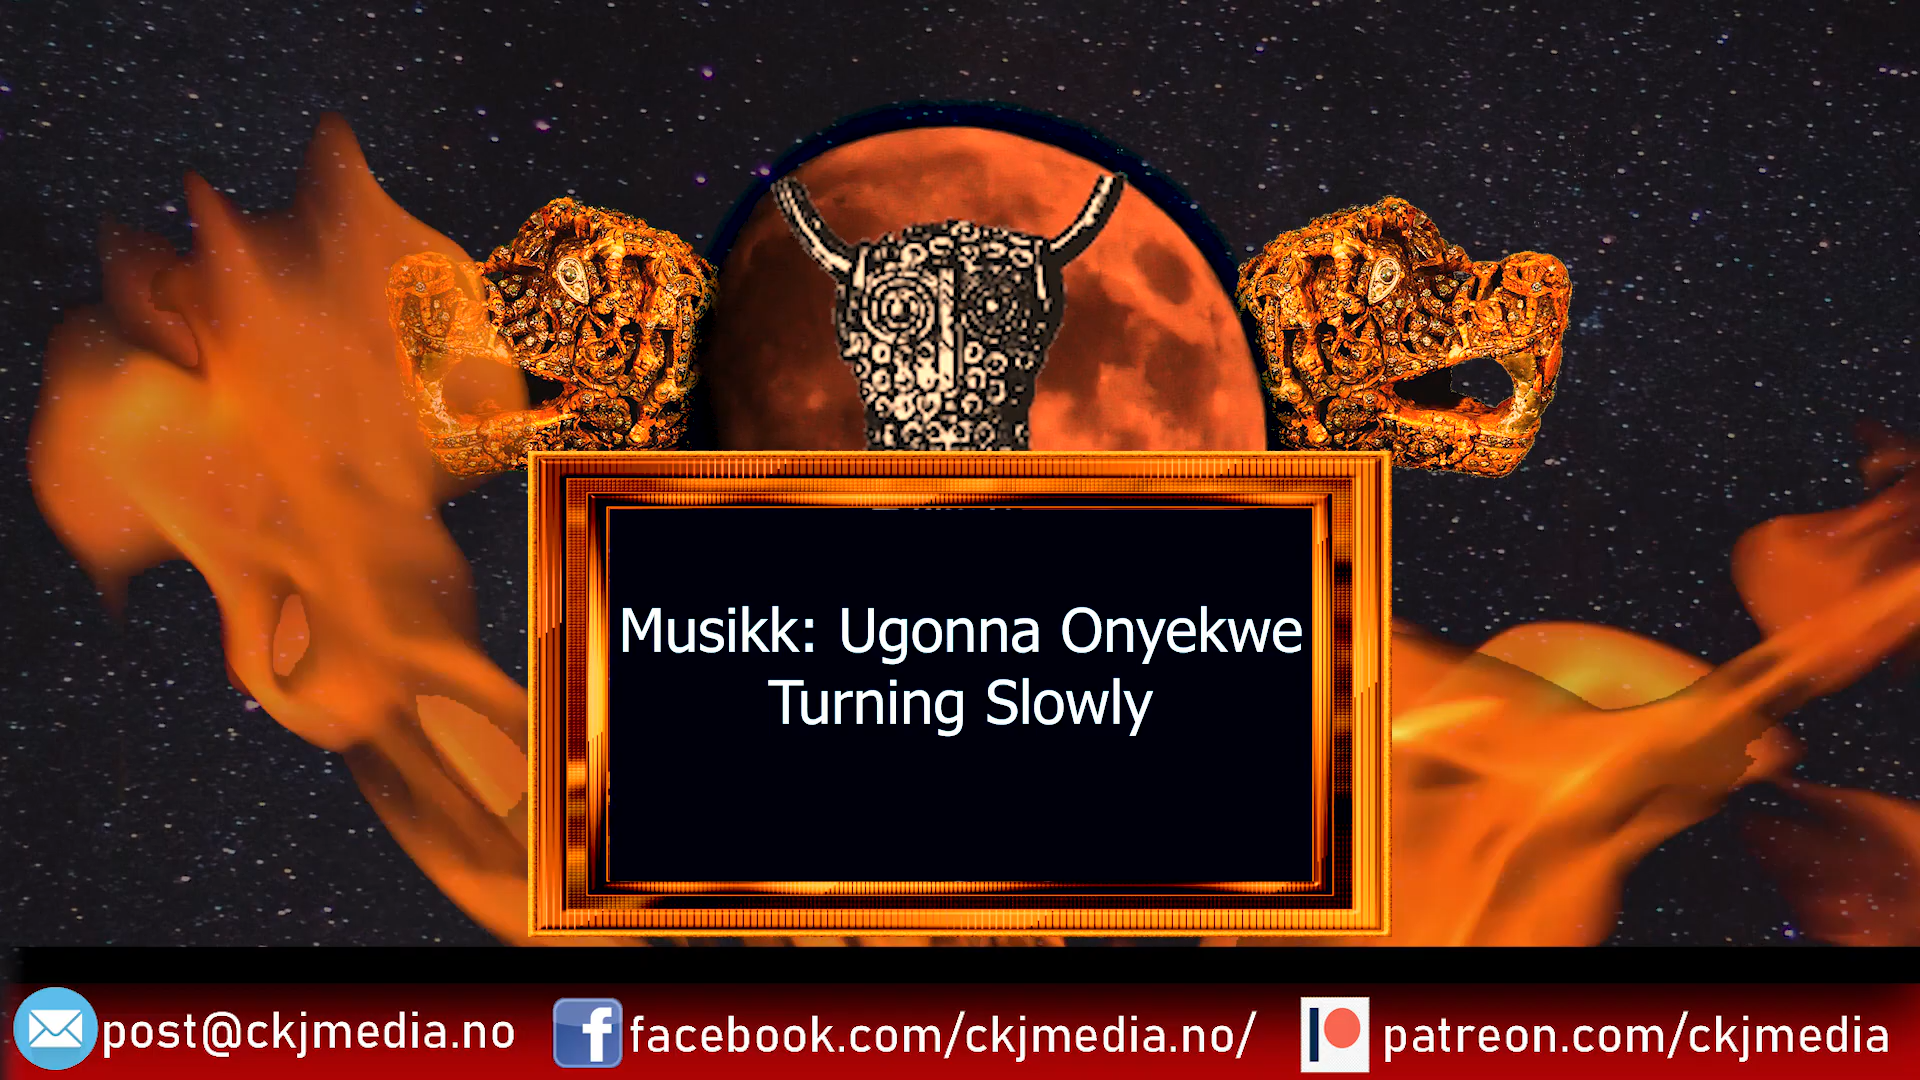 Musikk: Ugonna Onyekwe
Turning Slowly
post@ckjmedia.no
facebook.com/ckjmedia.no/
patreon.com/ckjmedia